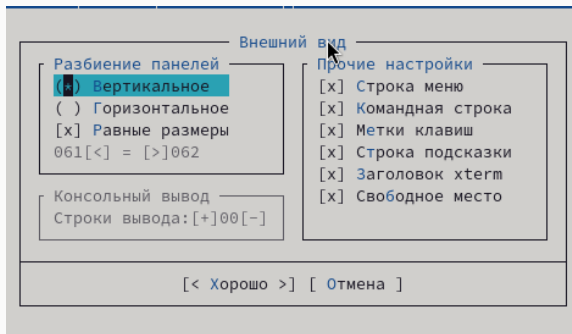 Внешний вид
Разбиение панелей
(*) Вертикальное
( ) Горизонтальное
[x] Равные размеры
061[<] = [>]062
Консольный вывод
Строки вывода:[+]00[-]
Прочие настройки
[x] Строка меню
[x] Командная строка
[x] Метки клавиш
[x] Строка подсказки
[x] Заголовок xterm
[x] Свободное место
[< Хорошо >] [ Отмена ]